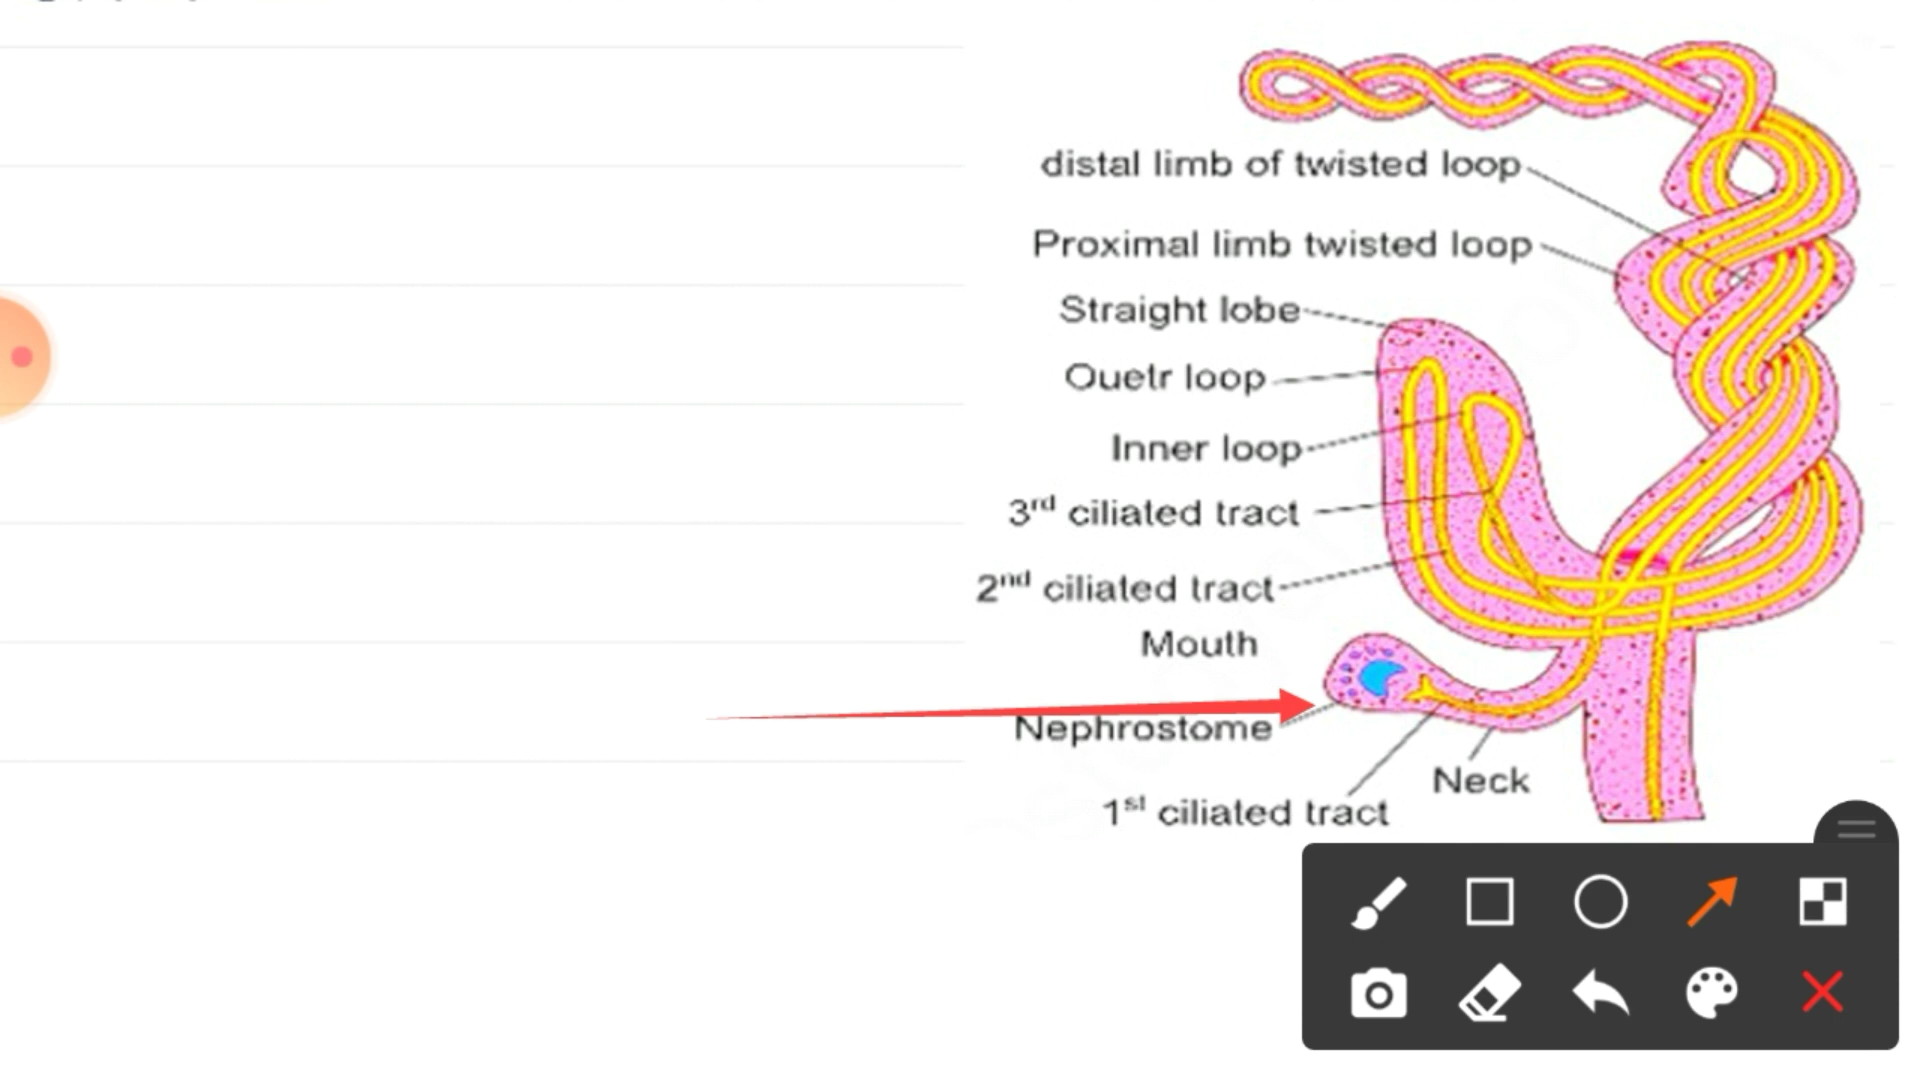 distal limb of twisted loop
Proximal limb twisted loop
Straight lobe
Ouetr loop
Inner loop
3rd ciliated tract
2nd ciliated tract
Mouth
Nephrostome
Neck
1st ciliated tract